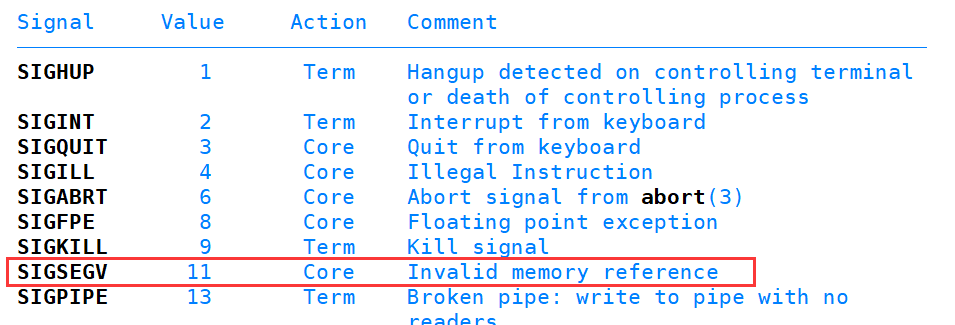 Signal Value Action Comment
SIGHUP 1 Term Hangup detected on controlling terminal
or death of controlling process
SIGINT 2 Term Interrupt from keyboard
SIGQUIT 3 Core Quit from keyboard
SIGILL 4 Core Illegal Instruction
SIGABRT 6 Core Abort signal from abort(3)
SIGFPE 8 Core Floating point exception
SIGKILL 9 Term Kill signal
SIGSEGV 11 Core Invalid memory reference
SIGPIPE 13 Term Broken pipe: write to pipe with no
readers